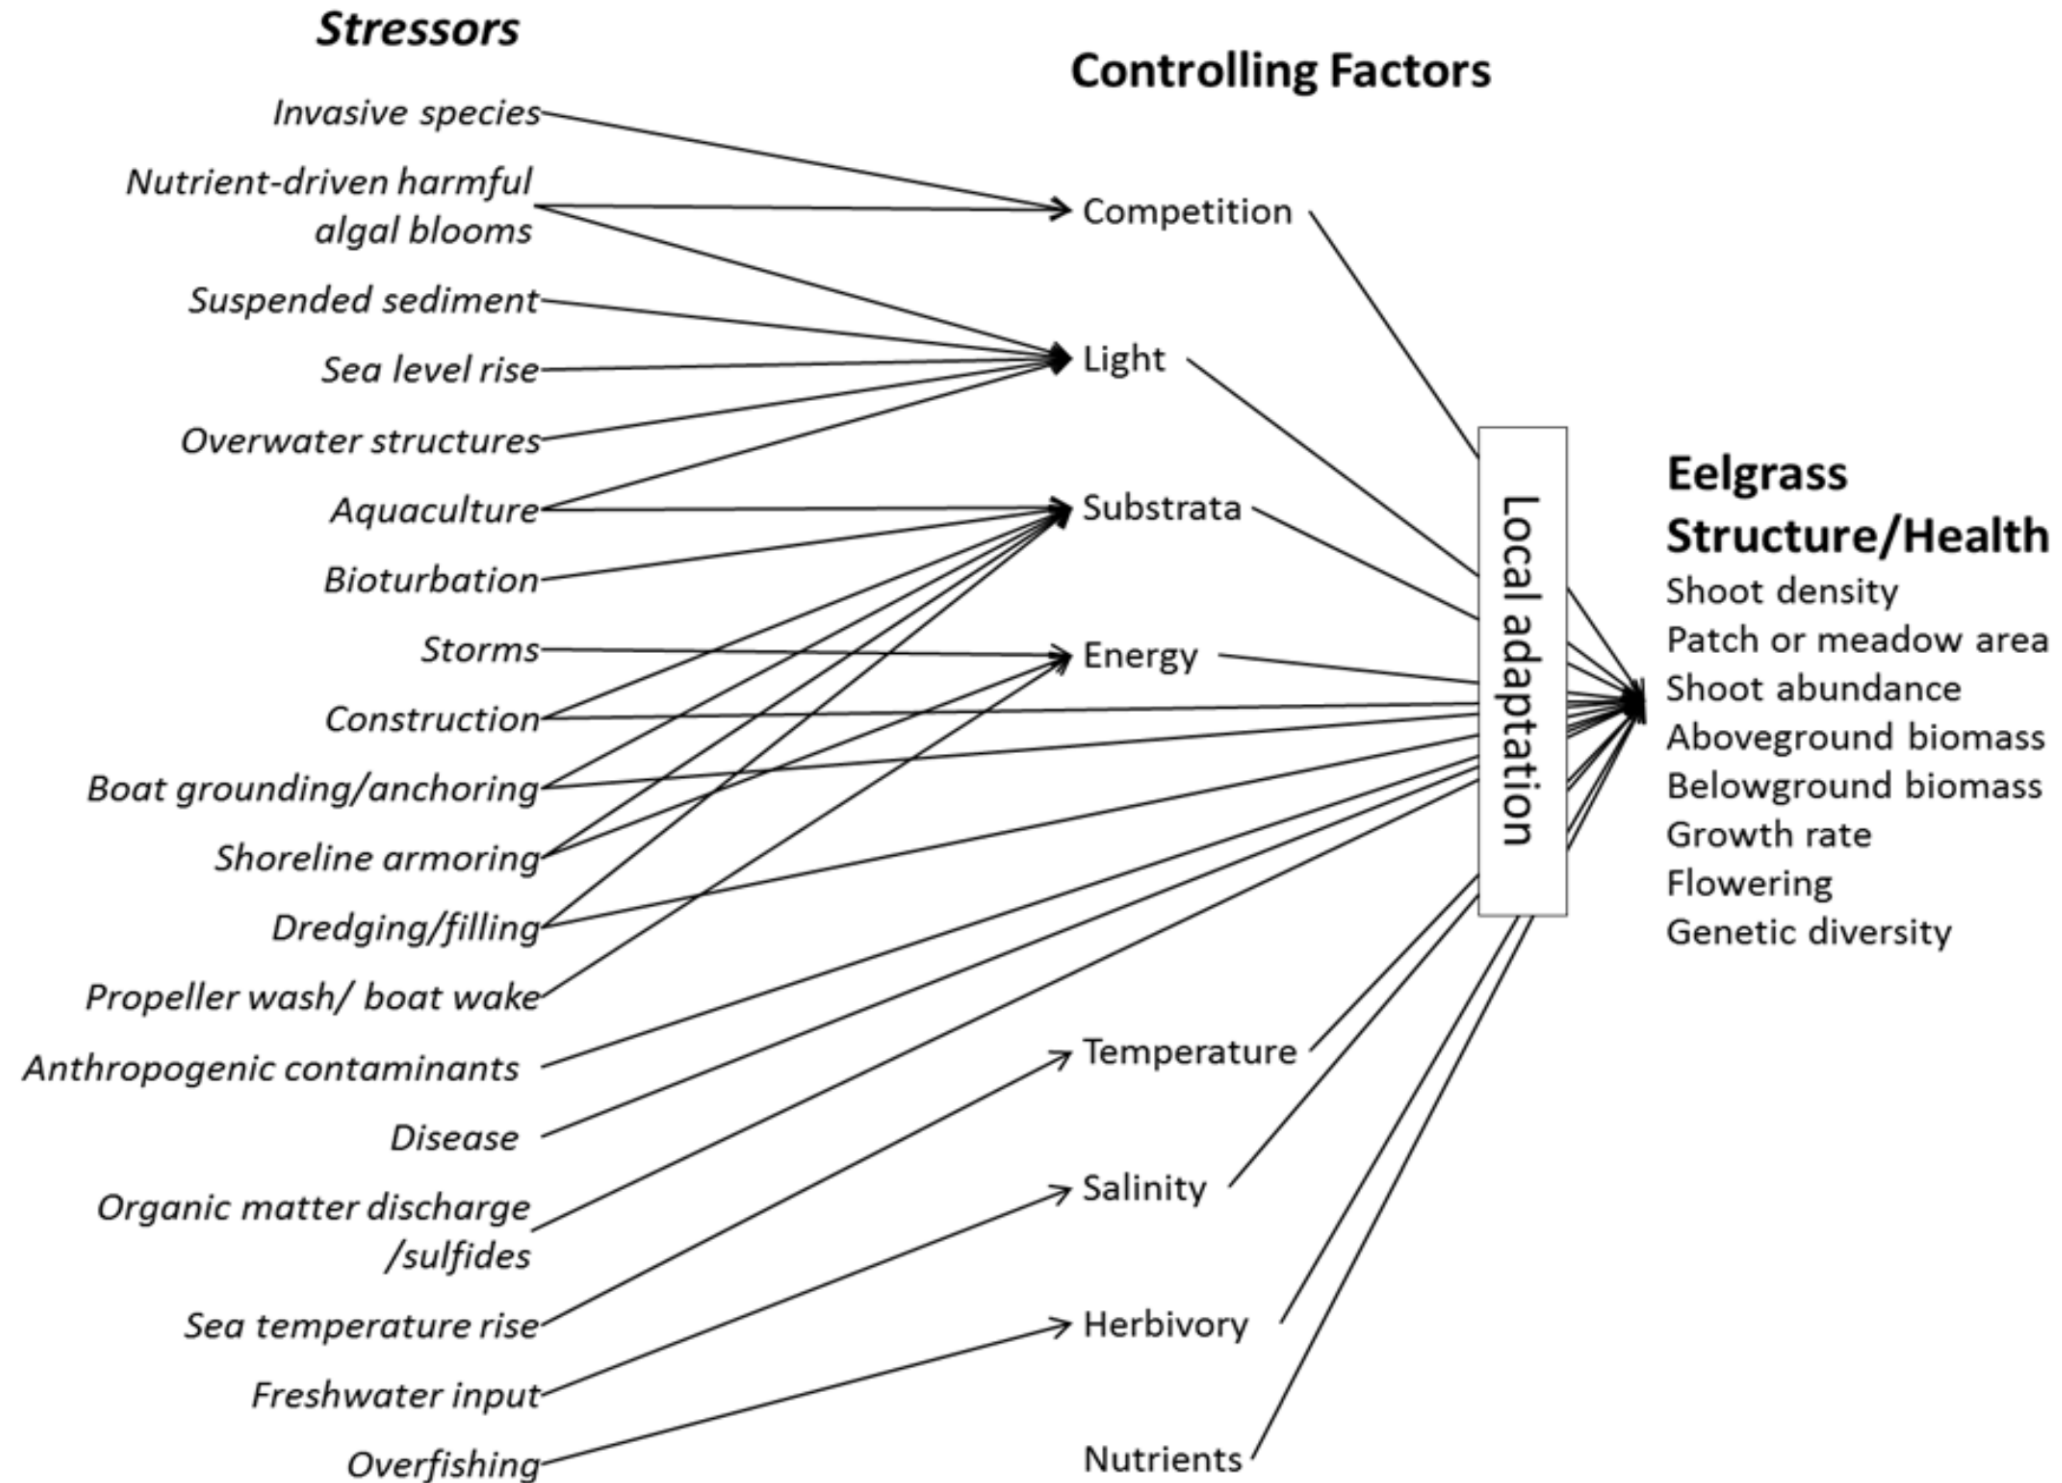 Stressors
Invasive species
Nutrient-driven harmful
algal blooms
Suspended sediment
Sea level rise
Overwater structures
Aquaculture
Bioturbation
Storms
Construction
Boat grounding/anchoring
Shoreline armoring
Dredging/filling
Propeller wash/ boat wake
Anthropogenic contaminants
Disease
Organic matter discharge
/sulfides
Sea temperature rise
Freshwater input
Overfishing
Controlling Factors
Competition
Light
Substrata
Energy
Temperature
Salinity
Herbivory
Nutrients
Local adaptation
Eelgrass
Structure/Health
Shoot density
Patch or meadow area
Shoot abundance
Aboveground biomass
Belowground biomass
Growth rate
Flowering
Genetic diversity